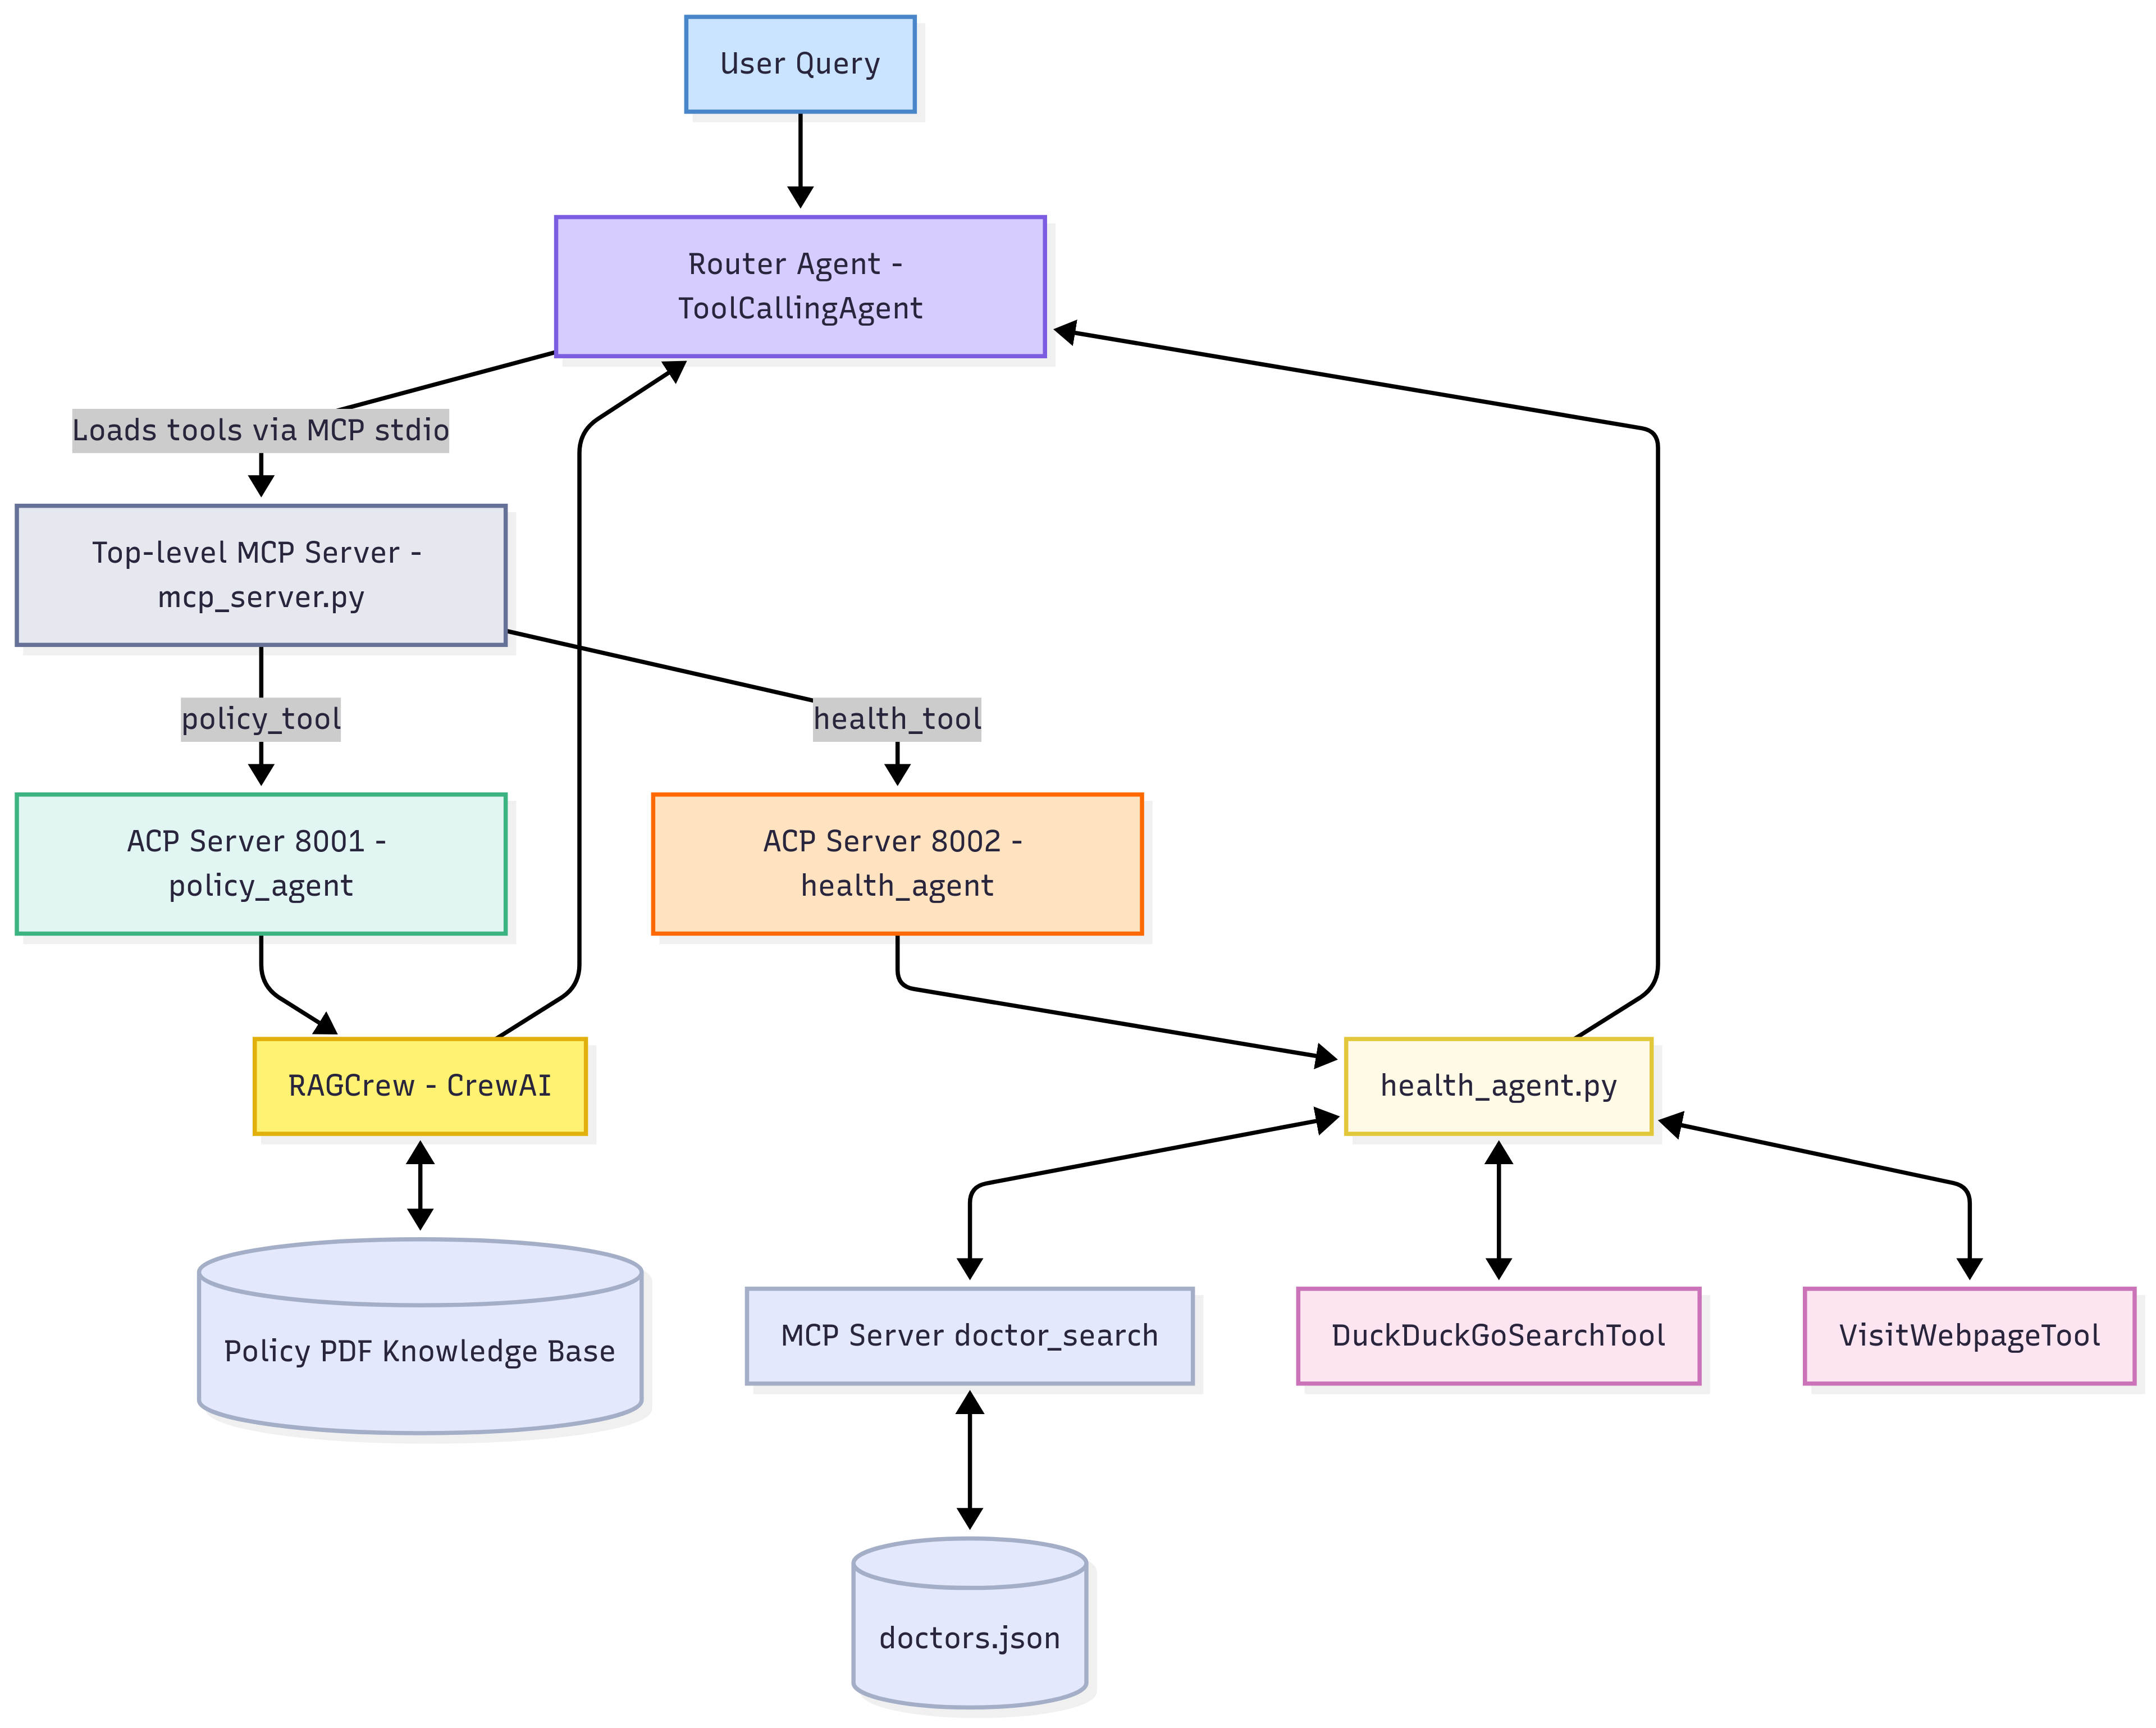 User Query
Router Agent -
ToolCallingAgent
Loads tools via MCP stdio
Top-level MCP Server -
mcp_server.py
policy_tool
health_tool
ACP Server 8001 -
policy_agent
ACP Server 8002 -
health_agent
RAGCrew - CrewAI
health_agent.py
Policy PDF Knowledge Base
MCP Server doctor_search
DuckDuckGoSearchTool
VisitWebpageTool
doctors.json